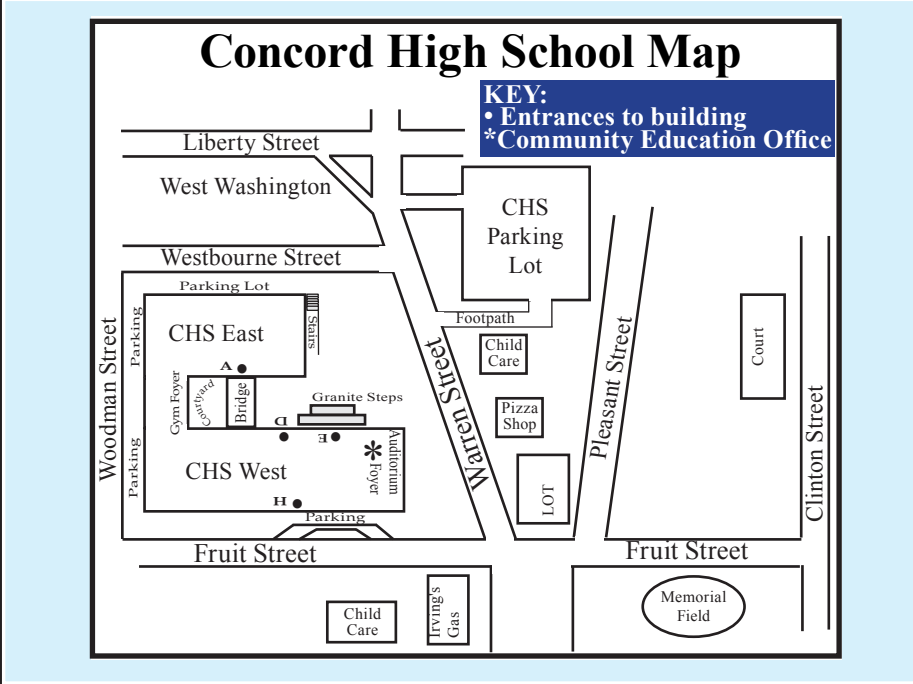 Concord High School Map
KEY:
• Entrances to building
*Community Education Office
Liberty Street
West Washington
CHS
Parking
Lot
Westbourne Street
Parking Lot
Woodman Street
Parking
CHS East
Stairs
Footpath
Child
Care
A
Warren Street
Pleasant Street
Court
Clinton Street
Gym Foyer
Courtyard
Bridge
Granite Steps
Pizza
Shop
D
E
*
Auditorium
Foyer
Parking
CHS West
H
Parking
LOT
Fruit Street
Fruit Street
Child
Care
Irving's
Gas
Memorial
Field